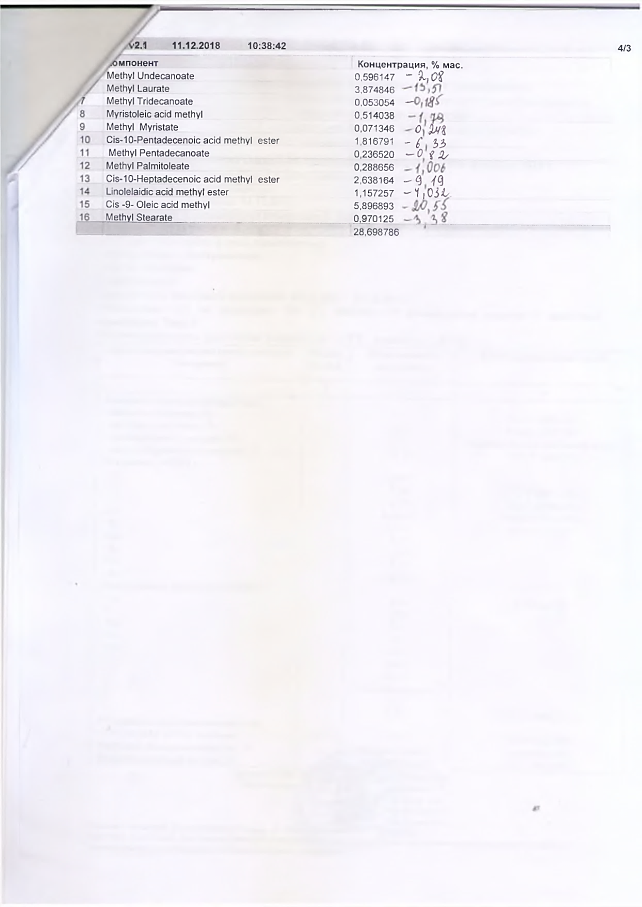 v2.1 11.12.2018 10:38:42 4/3
омпонент Концентрация, % мас.
Methyl Undecanoate 0,596147 – 2,08
Methyl Laurate 3,874846 – 13,51
7 Methyl Tridecanoate 0,053054 – 0,185
8 Myristoleic acid methyl 0,514038 – 1,79
9 Methyl Myristate 0,071346 – 0,248
10 Cis-10-Pentadecenoic acid methyl ester 1,816791 – 6,33
11 Methyl Pentadecanoate 0,236520 – 0,82
12 Methyl Palmitoleate 0,288656 – 1,006
13 Cis-10-Heptadecenoic acid methyl ester 2,638164 – 9,19
14 Linolelaidic acid methyl ester 1,157257 – 4,032
15 Cis -9- Oleic acid methyl 5,896893 – 20,55
16 Methyl Stearate 0,970125 – 3,38
28,698786